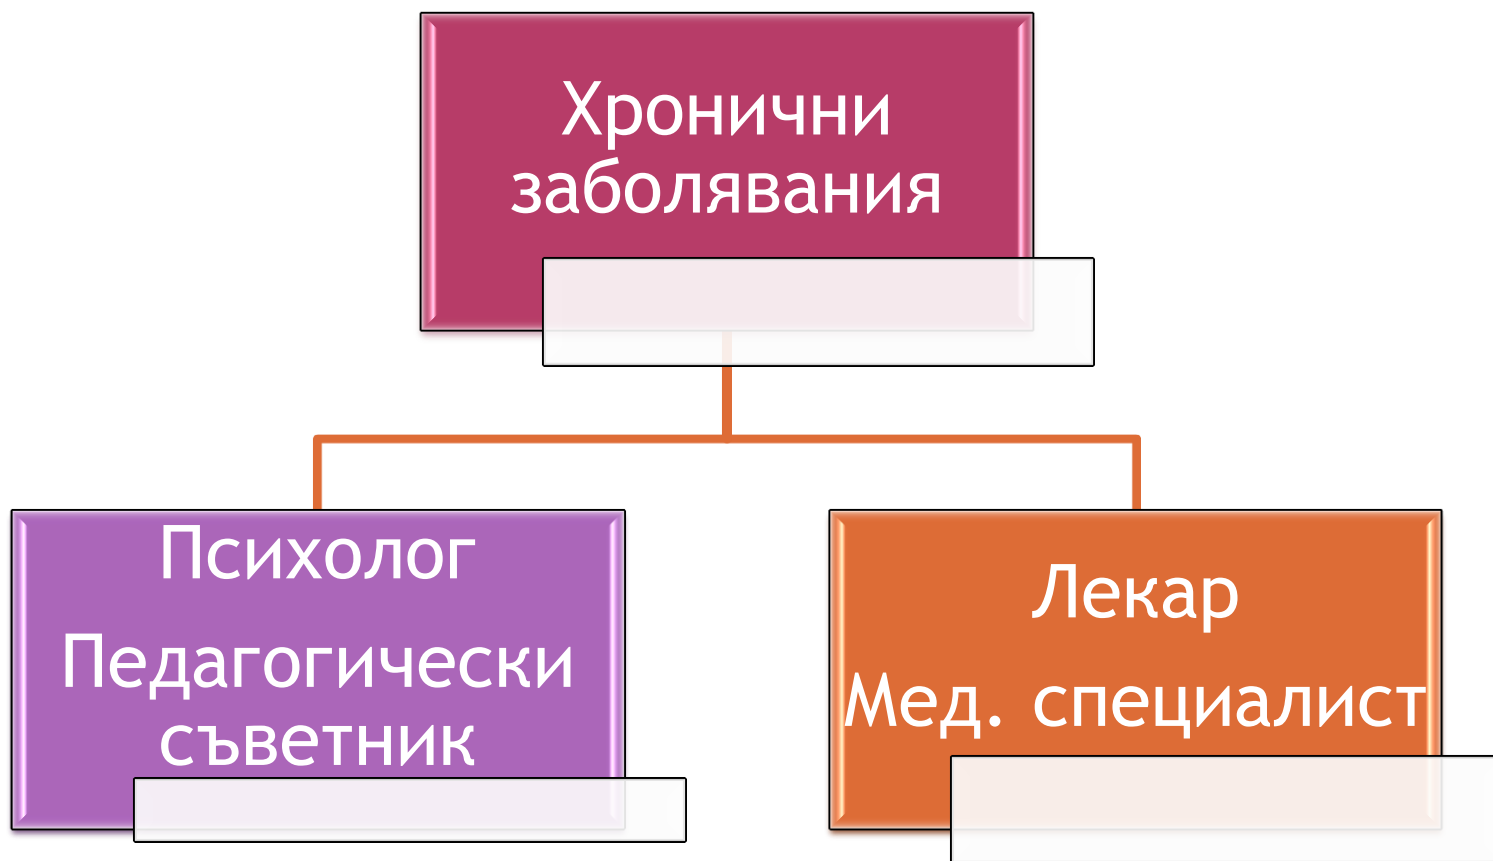 Хронични
заболявания
Психолог
Педагогически
съветник
Лекар
Мед. специалист